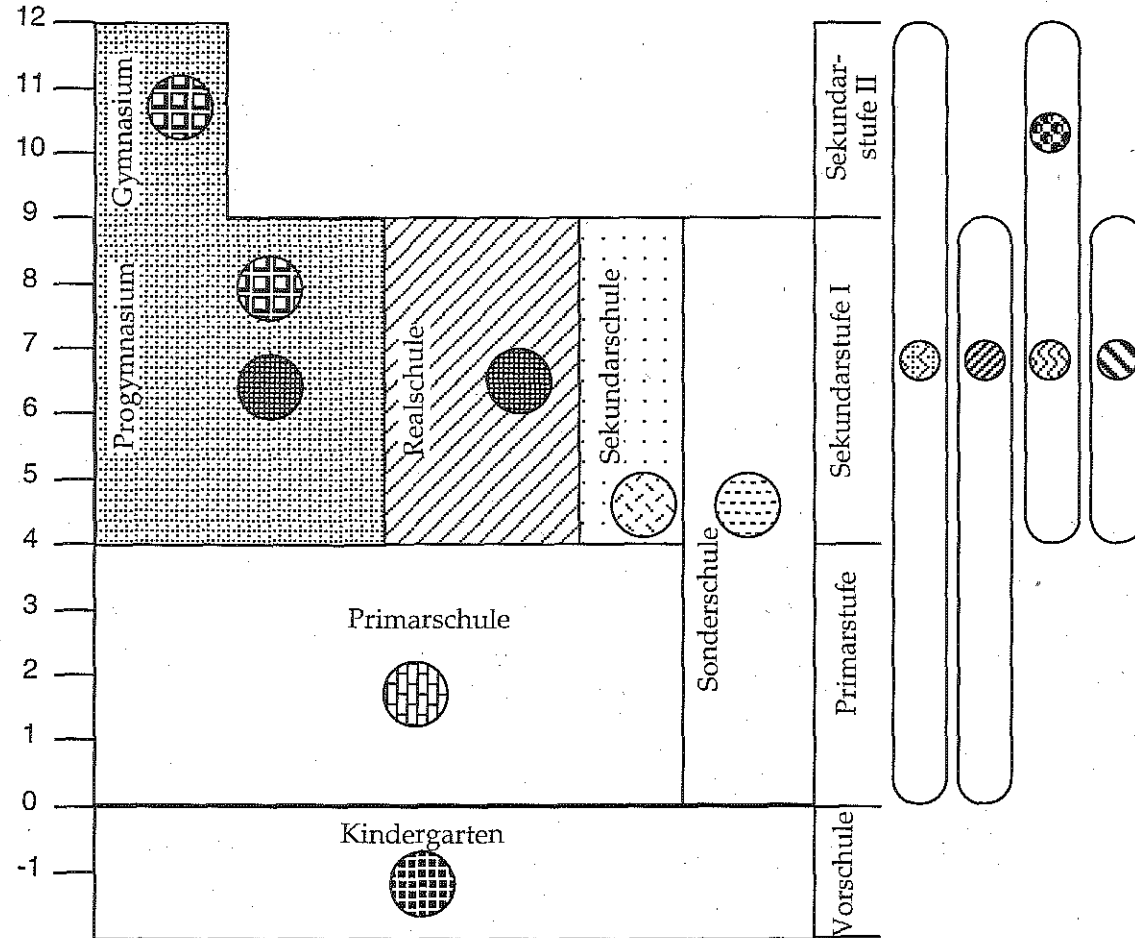 12
11
10
9
8
7
6
5
4
3
2
1
0
-1
Gymnasium
Progymnasium
Realschule
Sekundarschule
Sonderschule
Primarschule
Kindergarten
Sekundar-
stufe II
Sekundarstufe I
Primarstufe
Vorschule